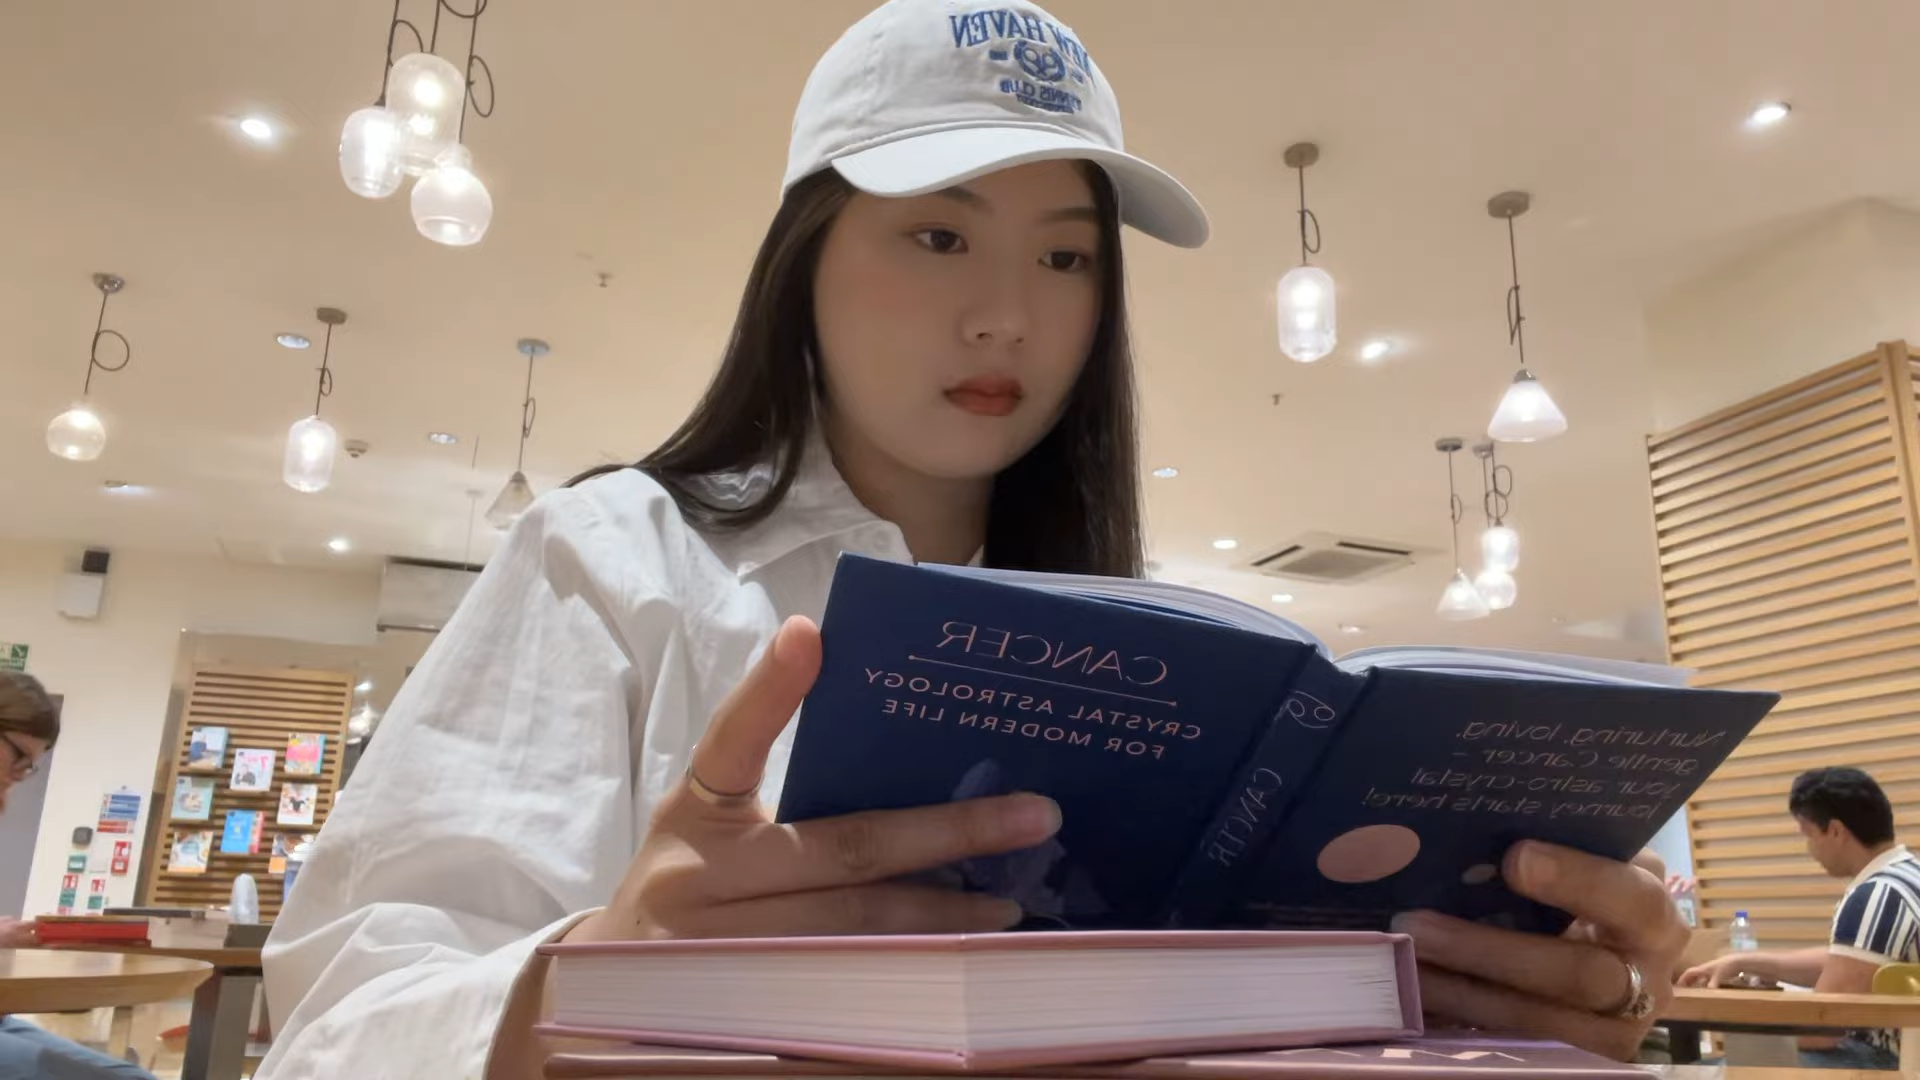 NEW HAVEN
TENNIS CLUB
CANCER
CRYSTAL ASTROLOGY
FOR MODERN LIFE
69
CANCER
Nurturing, loving,
gentle Cancer –
your astro-crystal
journey starts here!